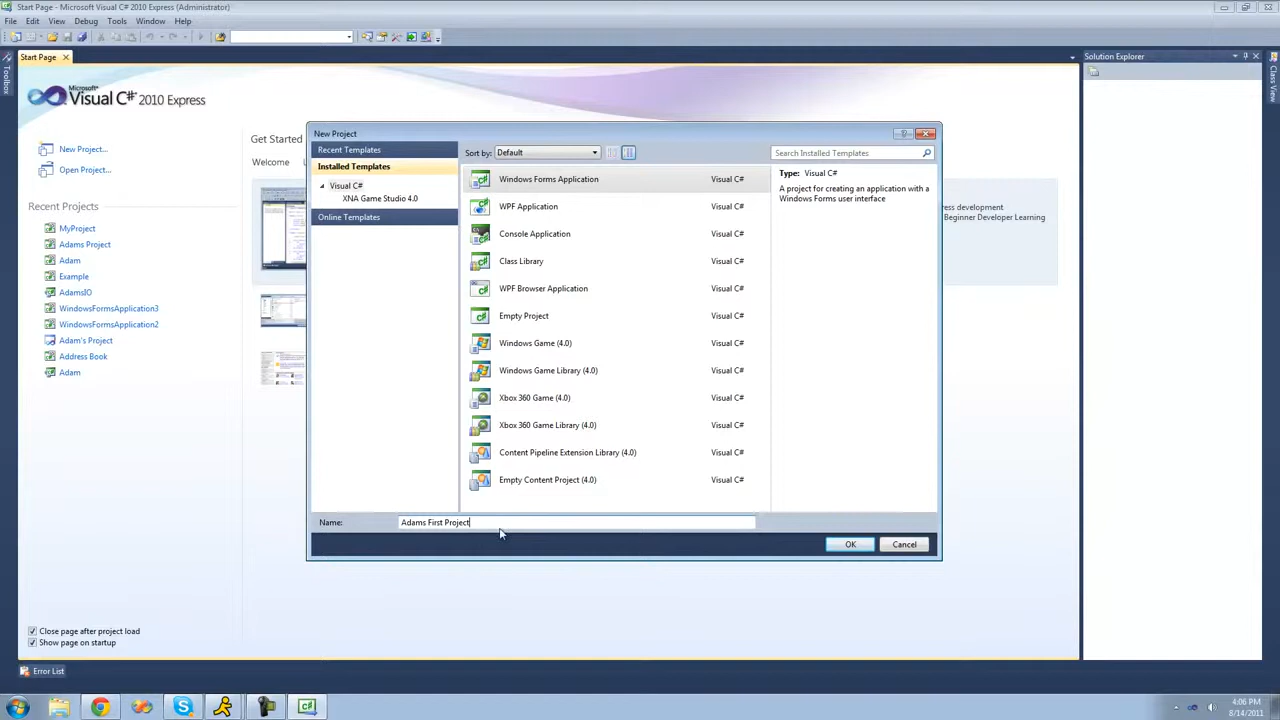 Start Page - Microsoft Visual C# 2010 Express (Administrator)
File Edit View Debug Tools Window Help
Start Page
Solution Explorer
Toolbox
Class View
Microsoft
Visual C# 2010 Express
New Project...
Open Project...
Recent Projects
MyProject
Adams Project
Adam
Example
AdamsIO
WindowsFormsApplication3
WindowsFormsApplication2
Adam's Project
Address Book
Adam
Get Started
Welcome
ess development
Beginner Developer Learning
New Project
Recent Templates
Installed Templates
Visual C#
XNA Game Studio 4.0
Online Templates
Sort by: Default
Search Installed Templates
Windows Forms Application Visual C#
WPF Application Visual C#
Console Application Visual C#
Class Library Visual C#
WPF Browser Application Visual C#
Empty Project Visual C#
Windows Game (4.0) Visual C#
Windows Game Library (4.0) Visual C#
Xbox 360 Game (4.0) Visual C#
Xbox 360 Game Library (4.0) Visual C#
Content Pipeline Extension Library (4.0) Visual C#
Empty Content Project (4.0) Visual C#
Type: Visual C#
A project for creating an application with a
Windows Forms user interface
Name: Adams First Project
OK Cancel
Close page after project load
Show page on startup
Error List
4:06 PM
8/14/2011